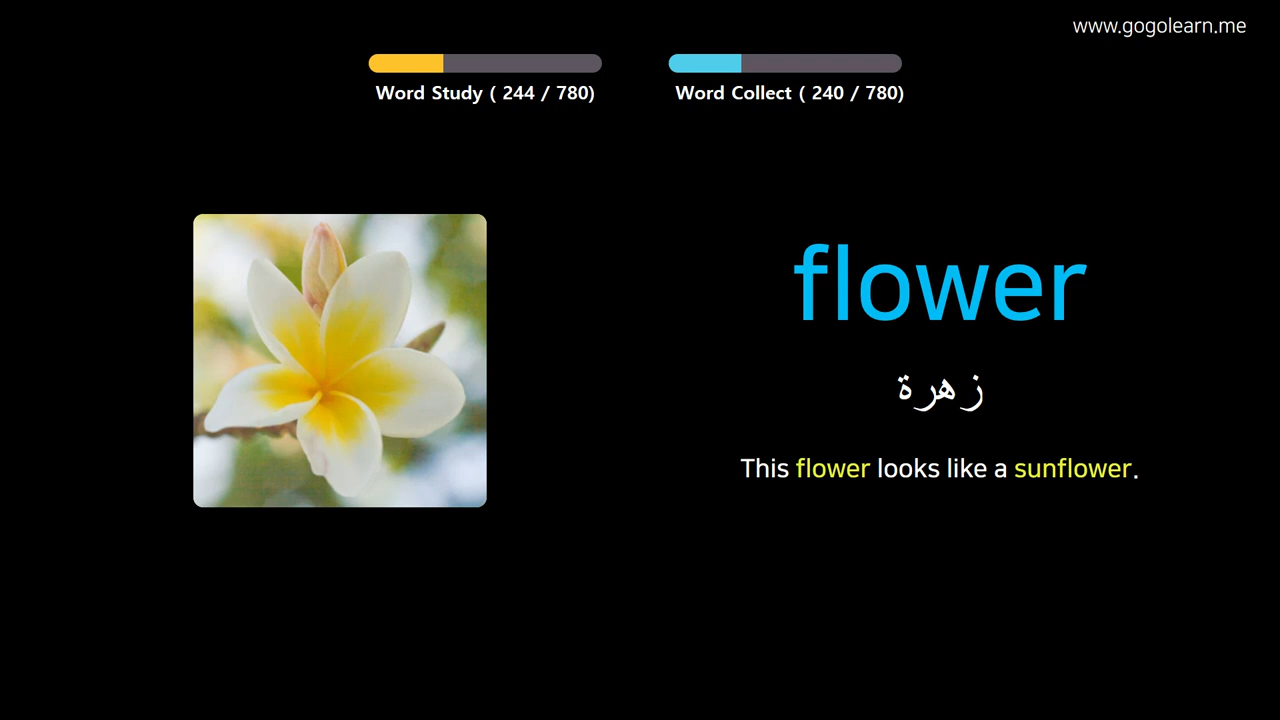 www.gogolearn.me
Word Study ( 244 / 780)
Word Collect ( 240 / 780)
flower
زهرة
This flower looks like a sunflower.